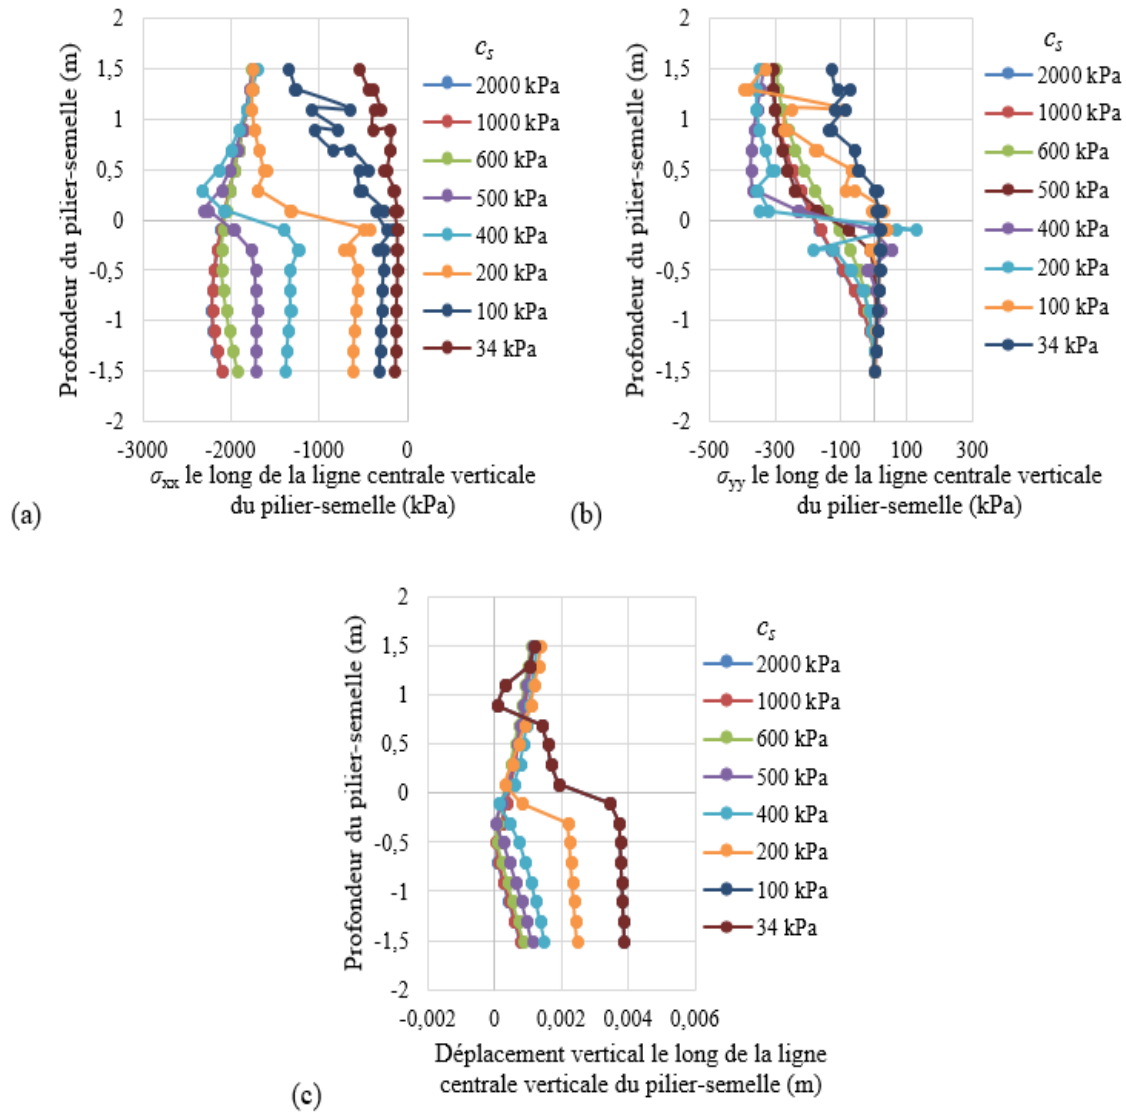 2
1,5
1
0,5
0
-0,5
-1
-1,5
-2
Profondeur du pilier-semelle (m)
-3000 -2000 -1000 0
σxx le long de la ligne centrale verticale
du pilier-semelle (kPa)
(a)
cs
2000 kPa
1000 kPa
600 kPa
500 kPa
400 kPa
200 kPa
100 kPa
34 kPa
2
1,5
1
0,5
0
-0,5
-1
-1,5
-2
Profondeur du pilier-semelle (m)
-500 -300 -100 100 300
σyy le long de la ligne centrale verticale
du pilier-semelle (kPa)
(b)
cs
2000 kPa
1000 kPa
600 kPa
500 kPa
400 kPa
200 kPa
100 kPa
34 kPa
2
1,5
1
0,5
0
-0,5
-1
-1,5
-2
Profondeur du pilier-semelle (m)
-0,002 0 0,002 0,004 0,006
Déplacement vertical le long de la ligne
centrale verticale du pilier-semelle (m)
(c)
cs
2000 kPa
1000 kPa
600 kPa
500 kPa
400 kPa
200 kPa
100 kPa
34 kPa